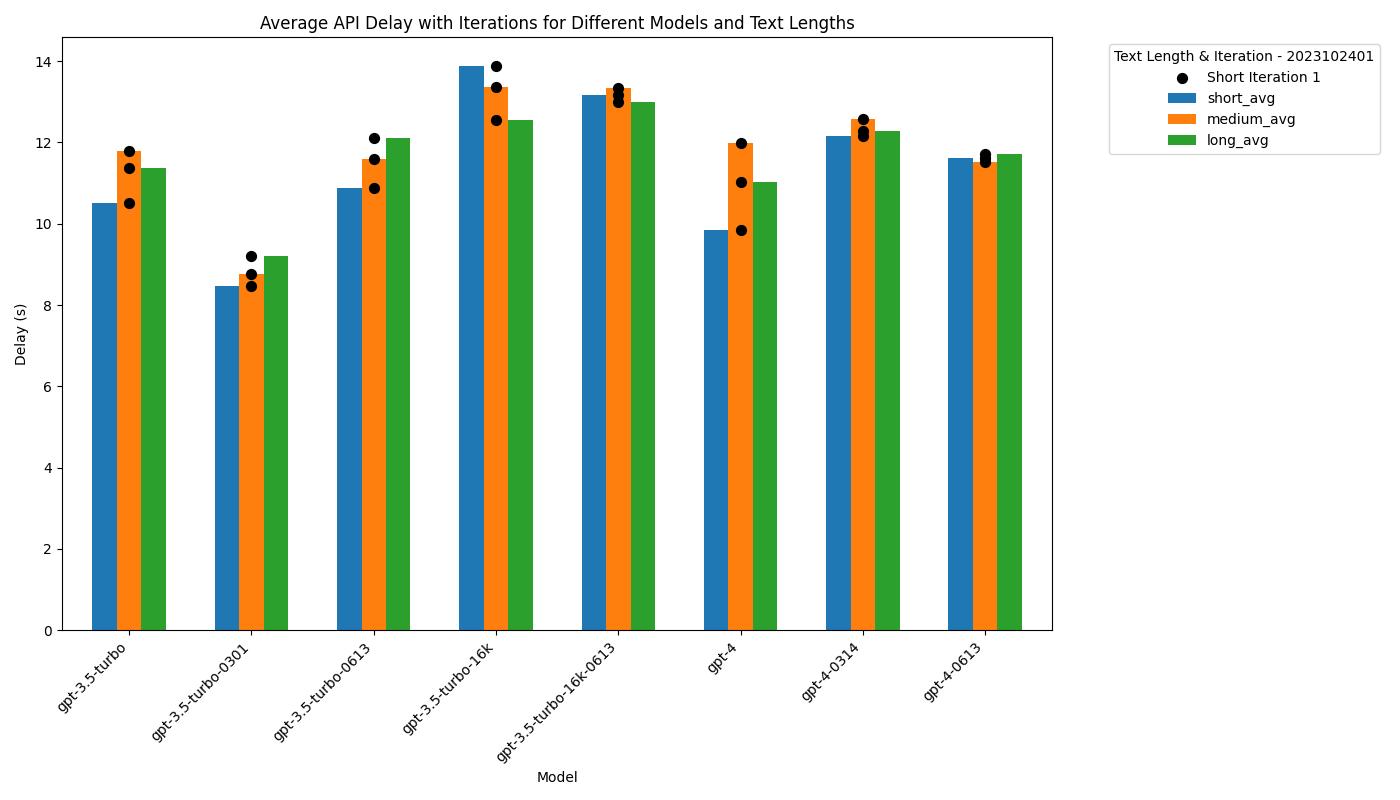 Average API Delay with Iterations for Different Models and Text Lengths
Text Length & Iteration - 2023102401
Short Iteration 1
short_avg
medium_avg
long_avg
Delay (s)
14
12
10
8
6
4
2
0
gpt-3.5-turbo
gpt-3.5-turbo-0301
gpt-3.5-turbo-0613
gpt-3.5-turbo-16k
gpt-3.5-turbo-16k-0613
gpt-4
gpt-4-0314
gpt-4-0613
Model